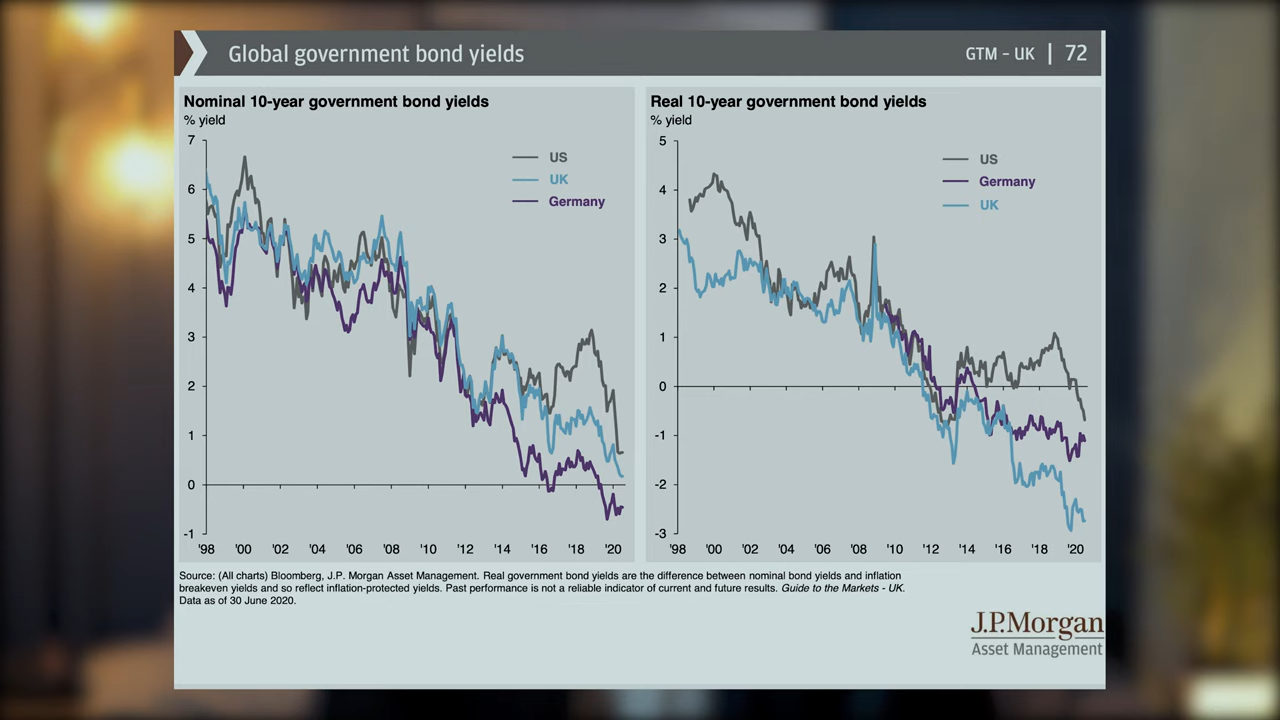 Global government bond yields
GTM – UK | 72
Nominal 10-year government bond yields
% yield
7
6
5
4
3
2
1
0
-1
US
UK
Germany
'98 '00 '02 '04 '06 '08 '10 '12 '14 '16 '18 '20
Real 10-year government bond yields
% yield
5
4
3
2
1
0
-1
-2
-3
US
Germany
UK
'98 '00 '02 '04 '06 '08 '10 '12 '14 '16 '18 '20
Source: (All charts) Bloomberg, J.P. Morgan Asset Management. Real government bond yields are the difference between nominal bond yields and inflation
breakeven yields and so reflect inflation-protected yields. Past performance is not a reliable indicator of current and future results. Guide to the Markets - UK.
Data as of 30 June 2020.
J.P.Morgan
Asset Management